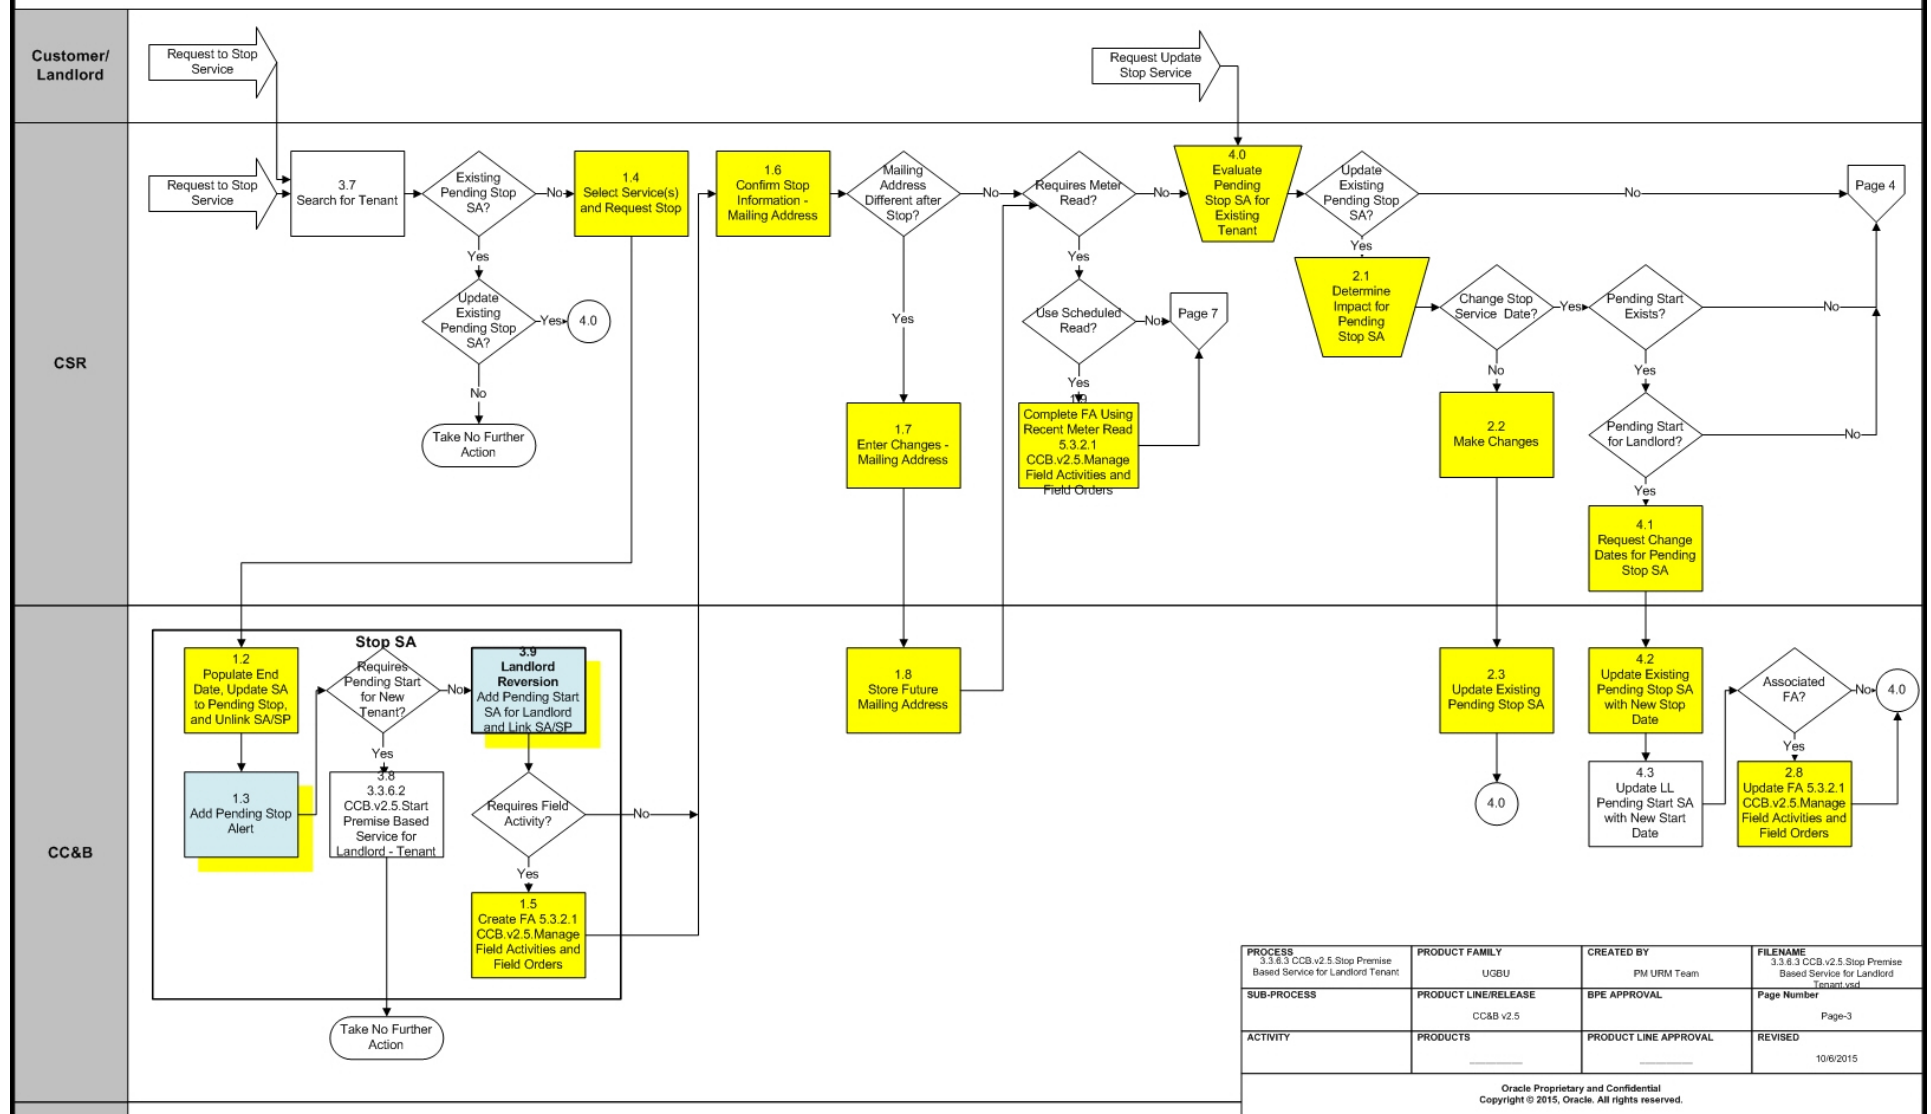 Customer/
Landlord
Request to Stop
Service
Request Update
Stop Service
CSR
Request to Stop
Service
3.7
Search for Tenant
Existing
Pending Stop
SA?
No
Yes
Update
Existing
Pending Stop
SA?
Yes
4.0
No
Take No Further
Action
1.4
Select Service(s)
and Request Stop
1.6
Confirm Stop
Information -
Mailing Address
Mailing
Address
Different after
Stop?
No
Yes
1.7
Enter Changes -
Mailing Address
Requires Meter
Read?
No
Yes
Use Scheduled
Read?
No
Page 7
Yes
1.9
Complete FA Using
Recent Meter Read
5.3.2.1
CCB.v2.5.Manage
Field Activities and
Field Orders
4.0
Evaluate
Pending
Stop SA for
Existing
Tenant
Update
Existing
Pending Stop
SA?
No
Page 4
Yes
2.1
Determine
Impact for
Pending
Stop SA
Change Stop
Service Date?
Yes
No
2.2
Make Changes
Pending Start
Exists?
No
Yes
Pending Start
for Landlord?
No
Yes
4.1
Request Change
Dates for Pending
Stop SA
CC&B
Stop SA
1.2
Populate End
Date, Update SA
to Pending Stop,
and Unlink SA/SP
1.3
Add Pending Stop
Alert
Requires
Pending Start
for New
Tenant?
No
Yes
3.8
3.3.6.2
CCB.v2.5.Start
Premise Based
Service for
Landlord - Tenant
3.9
Landlord
Reversion
Add Pending Start
SA for Landlord
and Link SA/SP
Requires Field
Activity?
No
Yes
1.5
Create FA 5.3.2.1
CCB.v2.5.Manage
Field Activities and
Field Orders
Take No Further
Action
1.8
Store Future
Mailing Address
2.3
Update Existing
Pending Stop SA
4.0
4.2
Update Existing
Pending Stop SA
with New Stop
Date
4.3
Update LL
Pending Start SA
with New Start
Date
Associated
FA?
No
4.0
Yes
2.8
Update FA 5.3.2.1
CCB.v2.5.Manage
Field Activities and
Field Orders
PROCESS
3.3.6.3 CCB.v2.5.Stop Premise
Based Service for Landlord Tenant
PRODUCT FAMILY
UGBU
CREATED BY
PM URM Team
FILENAME
3.3.6.3 CCB.v2.5.Stop Premise
Based Service for Landlord
Tenant.vsd
SUB-PROCESS
PRODUCT LINE/RELEASE
CC&B v2.5
BPE APPROVAL
Page Number
Page-3
ACTIVITY
PRODUCTS
PRODUCT LINE APPROVAL
REVISED
10/6/2015
Oracle Proprietary and Confidential
Copyright © 2015, Oracle. All rights reserved.